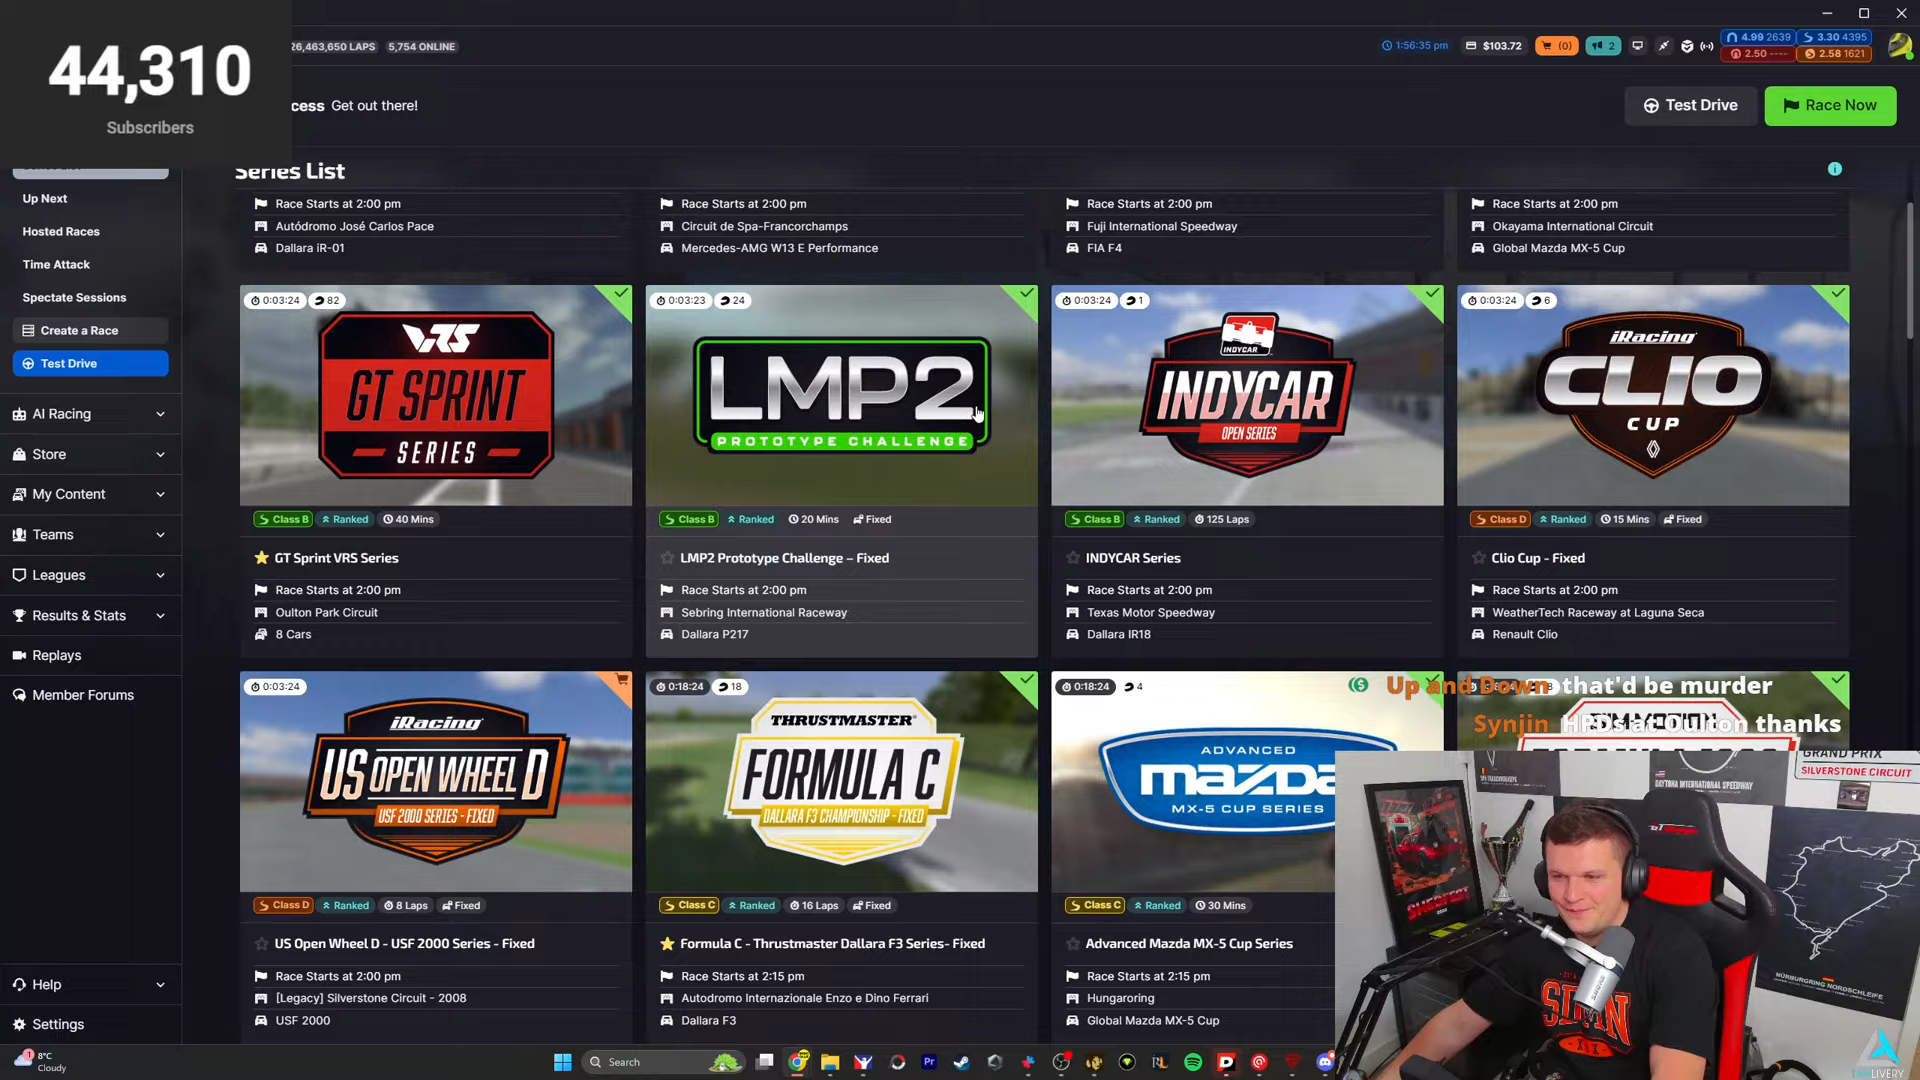 44,310
Subscribers
26,463,650 LAPS
5,754 ONLINE
1:56:35 pm
$103.72
(0)
2
4.99 2639
3.30 4395
2.50 ----
2.58 1621
cess Get out there!
Test Drive
Race Now
Series List
Up Next
Hosted Races
Time Attack
Spectate Sessions
Create a Race
Test Drive
AI Racing
Store
My Content
Teams
Leagues
Results & Stats
Replays
Member Forums
Help
Settings
Race Starts at 2:00 pm
Autódromo José Carlos Pace
Dallara iR-01
Race Starts at 2:00 pm
Circuit de Spa-Francorchamps
Mercedes-AMG W13 E Performance
Race Starts at 2:00 pm
Fuji International Speedway
FIA F4
Race Starts at 2:00 pm
Okayama International Circuit
Global Mazda MX-5 Cup
0:03:24 82
VRS
GT SPRINT
SERIES
Class B Ranked 40 Mins
GT Sprint VRS Series
Race Starts at 2:00 pm
Oulton Park Circuit
8 Cars
0:03:23 24
LMP2
PROTOTYPE CHALLENGE
Class B Ranked 20 Mins Fixed
LMP2 Prototype Challenge – Fixed
Race Starts at 2:00 pm
Sebring International Raceway
Dallara P217
0:03:24 1
INDYCAR
INDYCAR
OPEN SERIES
Class B Ranked 125 Laps
INDYCAR Series
Race Starts at 2:00 pm
Texas Motor Speedway
Dallara IR18
0:03:24 6
iRacing
CLIO
CUP
Class D Ranked 15 Mins Fixed
Clio Cup - Fixed
Race Starts at 2:00 pm
WeatherTech Raceway at Laguna Seca
Renault Clio
0:03:24
iRacing
US OPEN WHEEL D
USF 2000 SERIES - FIXED
Class D Ranked 8 Laps Fixed
US Open Wheel D - USF 2000 Series - Fixed
Race Starts at 2:00 pm
[Legacy] Silverstone Circuit - 2008
USF 2000
0:18:24 18
THRUSTMASTER
FORMULA C
DALLARA F3 CHAMPIONSHIP - FIXED
Class C Ranked 16 Laps Fixed
Formula C - Thrustmaster Dallara F3 Series- Fixed
Race Starts at 2:15 pm
Autodromo Internazionale Enzo e Dino Ferrari
Dallara F3
0:18:24 4
ADVANCED
mazda
MX-5 CUP SERIES
Class C Ranked 30 Mins
Advanced Mazda MX-5 Cup Series
Race Starts at 2:15 pm
Hungaroring
Global Mazda MX-5 Cup
Up and Down that'd be murder
Synjin HPDs at Oulton thanks
GRAND PRIX
SILVERSTONE CIRCUIT
DAYTONA INTERNATIONAL SPEEDWAY
NÜRBURGRING NORDSCHLEIFE
8°C
Cloudy
Search